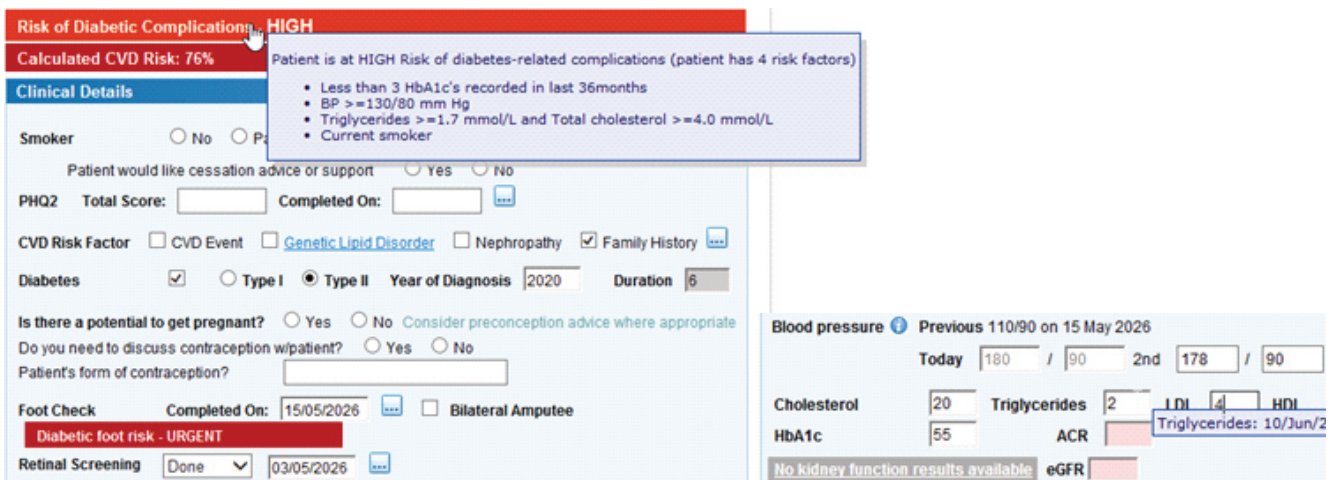 Risk of Diabetic Complications - HIGH
Calculated CVD Risk: 76%
Patient is at HIGH Risk of diabetes-related complications (patient has 4 risk factors)
Less than 3 HbA1c's recorded in last 36months
BP >=130/80 mm Hg
Triglycerides >=1.7 mmol/L and Total cholesterol >=4.0 mmol/L
Current smoker
Clinical Details
Smoker No
Patient would like cessation advice or support Yes No
PHQ2 Total Score: Completed On: ...
CVD Risk Factor CVD Event Genetic Lipid Disorder Nephropathy Family History ...
Diabetes Type I Type II Year of Diagnosis 2020 Duration 6
Is there a potential to get pregnant? Yes No Consider preconception advice where appropriate
Do you need to discuss contraception w/patient? Yes No
Patient's form of contraception?
Foot Check Completed On: 15/05/2026 ... Bilateral Amputee
Diabetic foot risk - URGENT
Retinal Screening Done 03/05/2026 ...
Blood pressure Previous 110/90 on 15 May 2026
Today 180 / 90 2nd 178 / 90
Cholesterol 20 Triglycerides 2 LDL 4 HDL
Triglycerides: 10/Jun/2
HbA1c 55 ACR
No kidney function results available eGFR